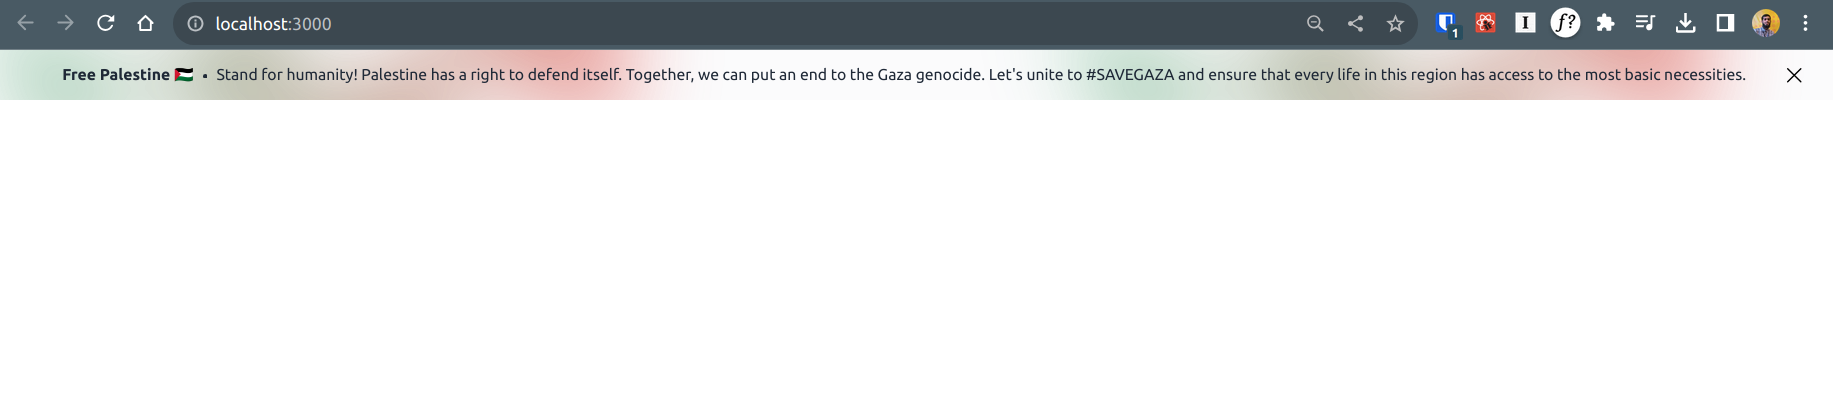 localhost:3000
1
I
f?
Free Palestine 🇵🇸 • Stand for humanity! Palestine has a right to defend itself. Together, we can put an end to the Gaza genocide. Let's unite to #SAVEGAZA and ensure that every life in this region has access to the most basic necessities.